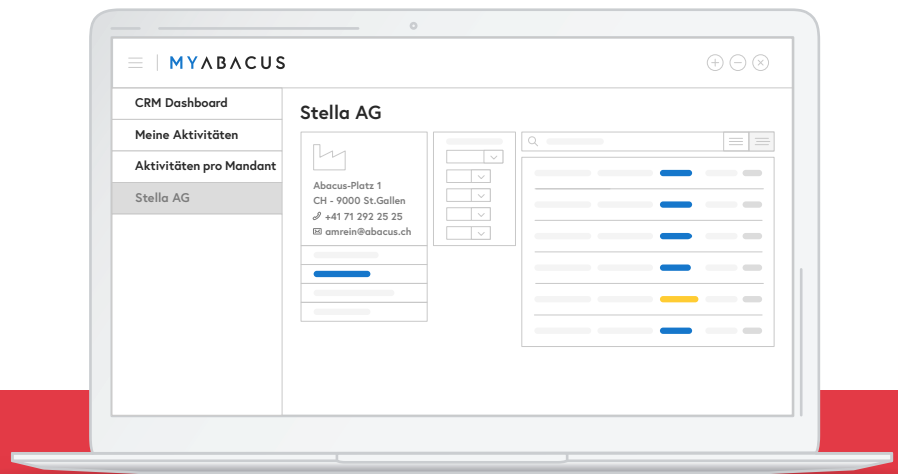 MYABACUS
CRM Dashboard
Meine Aktivitäten
Aktivitäten pro Mandant
Stella AG
Stella AG
Abacus-Platz 1
CH - 9000 St.Gallen
+41 71 292 25 25
amrein@abacus.ch